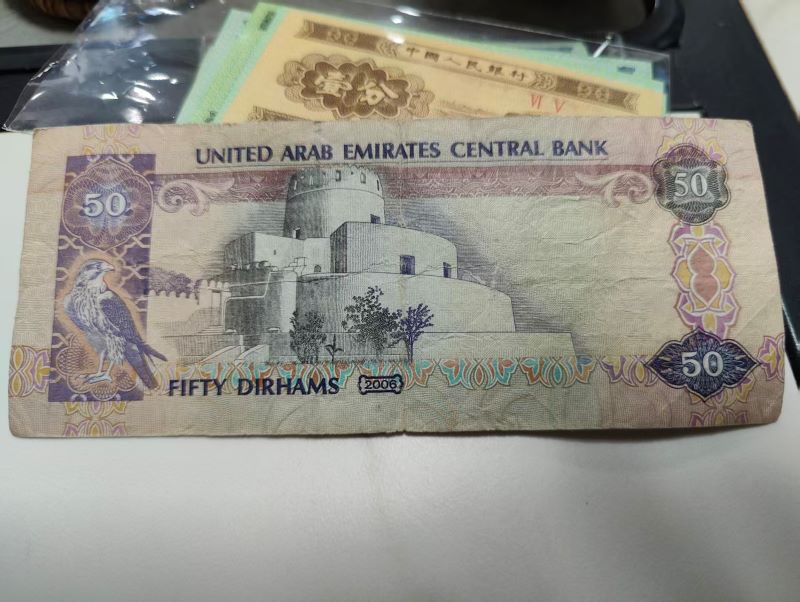 中國人民銀行
壹分
VI V
UNITED ARAB EMIRATES CENTRAL BANK
50
50
50
FIFTY DIRHAMS 2006